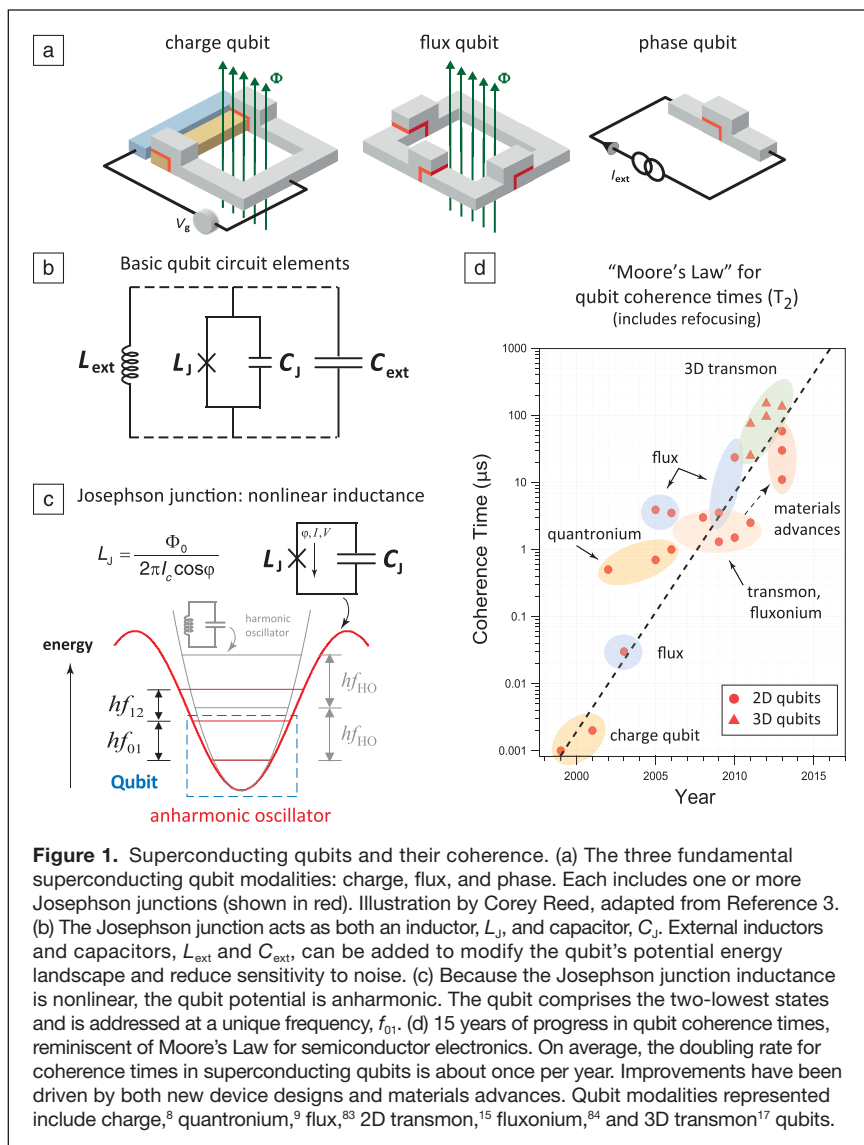 a
charge qubit
flux qubit
phase qubit
Φ
Φ
V_g
I_ext
b
Basic qubit circuit elements
L_ext
L_J
C_J
C_ext
c
Josephson junction: nonlinear inductance
L_J = Φ_0 / 2πI_c cosφ
φ, I, V
L_J
C_J
harmonic
oscillator
energy
hf_12
hf_01
hf_HO
hf_HO
Qubit
anharmonic oscillator
d
“Moore’s Law” for
qubit coherence times (T_2)
(includes refocusing)
Coherence Time (μs)
1000
100
10
1
0.1
0.01
0.001
2000
2005
2010
2015
Year
3D transmon
flux
quantronium
materials
advances
transmon,
fluxonium
flux
charge qubit
2D qubits
3D qubits
Figure 1. Superconducting qubits and their coherence. (a) The three fundamental
superconducting qubit modalities: charge, flux, and phase. Each includes one or more
Josephson junctions (shown in red). Illustration by Corey Reed, adapted from Reference 3.
(b) The Josephson junction acts as both an inductor, L_J, and capacitor, C_J. External inductors
and capacitors, L_ext and C_ext, can be added to modify the qubit’s potential energy
landscape and reduce sensitivity to noise. (c) Because the Josephson junction inductance
is nonlinear, the qubit potential is anharmonic. The qubit comprises the two-lowest states
and is addressed at a unique frequency, f_01. (d) 15 years of progress in qubit coherence times,
reminiscent of Moore’s Law for semiconductor electronics. On average, the doubling rate for
coherence times in superconducting qubits is about once per year. Improvements have been
driven by both new device designs and materials advances. Qubit modalities represented
include charge,⁸ quantronium,⁹ flux,⁸³ 2D transmon,¹⁵ fluxonium,⁸⁴ and 3D transmon¹⁷ qubits.